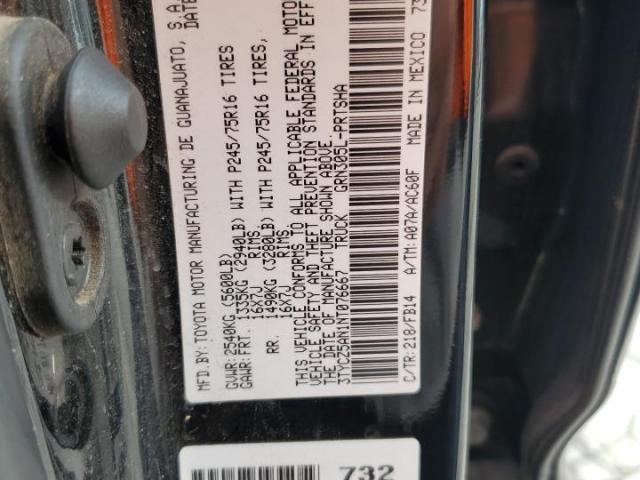 MFD.BY:TOYOTA MOTOR MANUFACTURING DE GUANAJUATO, S.A
DATE
GVWR:2540KG (5600LB)
GAWR:FRT. 1335KG (2940LB) WITH P245/75R16 TIRES
16X7J RIMS,
RR. 1490KG (3280LB) WITH P245/75R16 TIRES,
16X7J RIMS.
THIS VEHICLE CONFORMS TO ALL APPLICABLE FEDERAL MOTOR
VEHICLE SAFETY AND THEFT PREVENTION STANDARDS IN EFF
THE DATE OF MANUFACTURE SHOWN ABOVE.
3TYCZ5AN1NT076667 TRUCK GRN305L-PRTSHA
C/TR:218/FB14 A/TM:A07A/AC60F MADE IN MEXICO 73
732